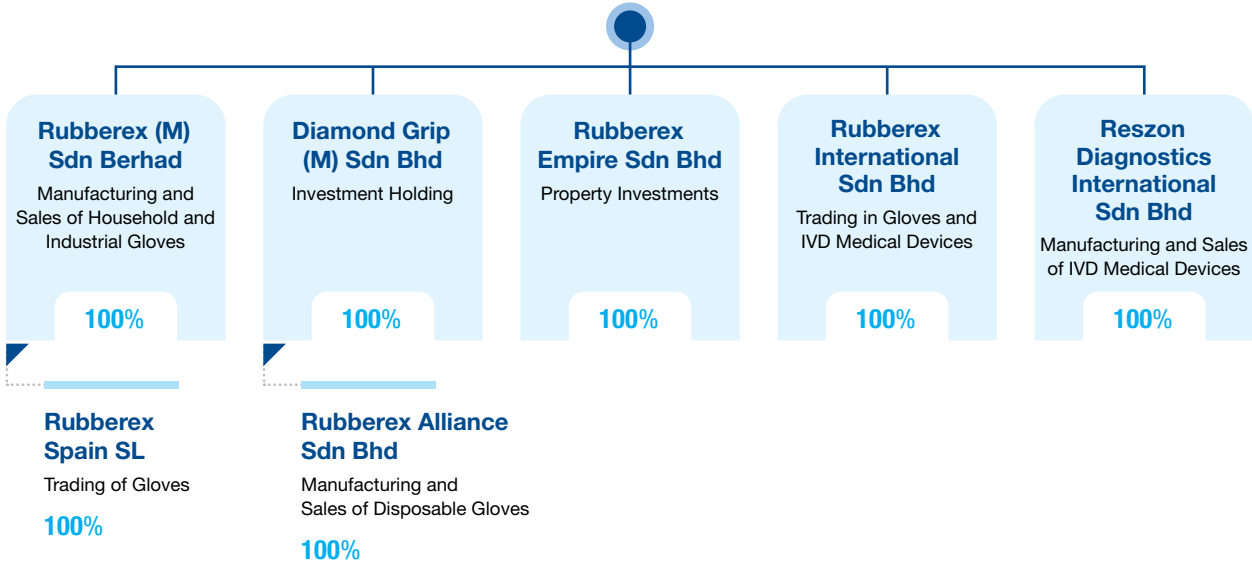 Rubberex (M)
Sdn Berhad
Manufacturing and
Sales of Household and
Industrial Gloves
100%
Diamond Grip
(M) Sdn Bhd
Investment Holding
100%
Rubberex
Empire Sdn Bhd
Property Investments
100%
Rubberex
International
Sdn Bhd
Trading in Gloves and
IVD Medical Devices
100%
Reszon
Diagnostics
International
Sdn Bhd
Manufacturing and Sales
of IVD Medical Devices
100%
Rubberex
Spain SL
Trading of Gloves
100%
Rubberex Alliance
Sdn Bhd
Manufacturing and
Sales of Disposable Gloves
100%